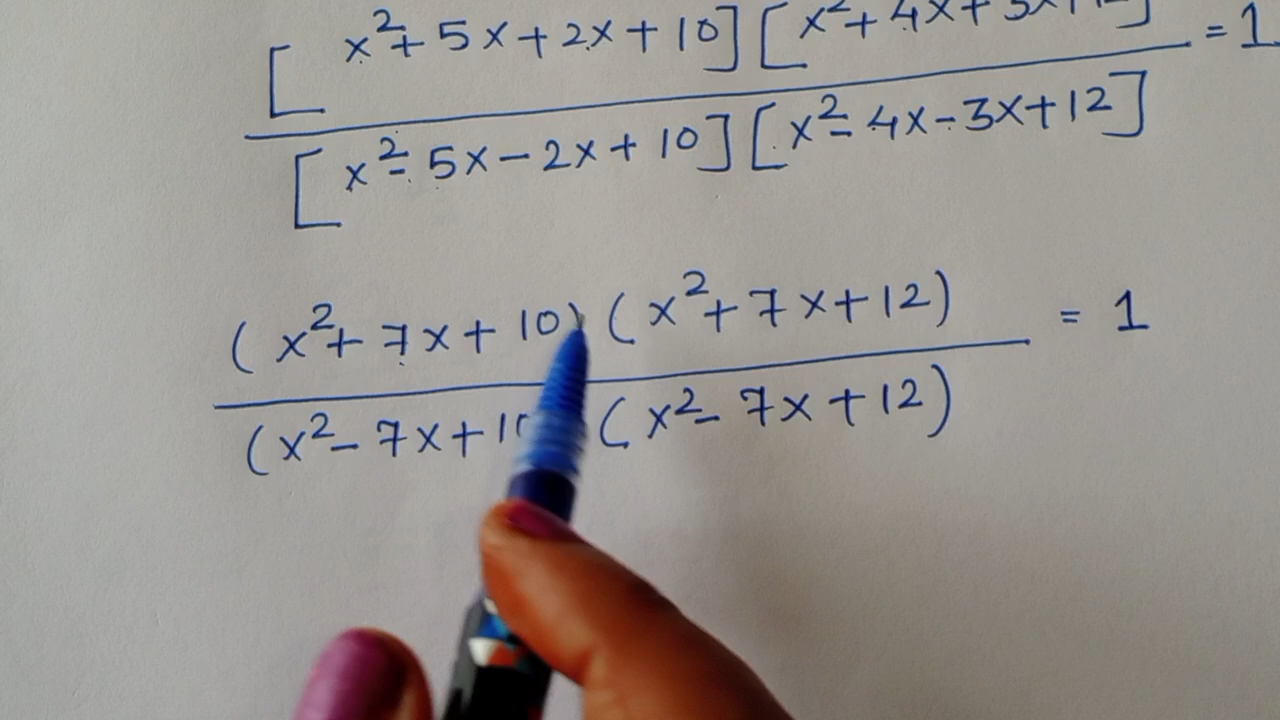 [x²+ 5x+2x+10][x²+ 4x+3x+12] = 1
[x²- 5x-2x+10][x²-4x-3x+12]
(x²+7x+10)(x²+7x+12) = 1
(x²-7x+10 (x²-7x+12)